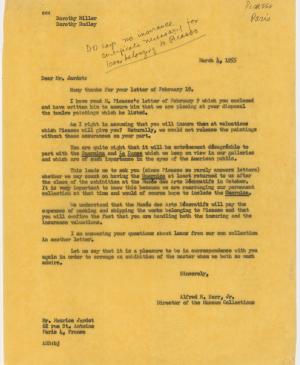 cc:
Dorothy Miller
Dorothy Dudley
Picasso
Paris
DO says no insurance
certificate necessary for
loans belonging to Picasso
March 4, 1955
Dear Mr. Jardot:
Many thanks for your letter of February 18.
I have read M. Picasso's letter of February 9 which you enclosed
and have written him to assure him that we are placing at your disposal
the twelve paintings which he listed.
Am I right in assuming that you will insure them at valuations
which Picasso will give you? Naturally, we could not release the paintings
without these assurances on your part.
You are quite right that it will be extremely disagreeable to
part with the Guernica and La Danse which we keep on view in our galleries
and which are of such importance in the eyes of the American public.
This leads me to ask you (since Picasso so rarely answers letters)
whether we may count on having the Guernica at least returned to us after
the close of the exhibition at the Musée des Arts Décoratifs in October.
It is very important to know this because we are rearranging our permanent
collection at that time and would of course hope to include the Guernica.
We understand that the Musée des Arts Décoratifs will pay the
expenses of packing and shipping the works belonging to Picasso and that
you will confirm the fact that you are handling both the insuring and the
insurance valuations.
I am answering your questions about loans from our own collection
in another letter.
Let me say that it is a pleasure to be in correspondence with you
again in order to arrange an exhibition of the master whom we both so much
admire.
Sincerely,
Alfred H. Barr, Jr.
Director of the Museum Collections
Mr. Maurice Jardot
62 rue St. Antoine
Paris 4, France
AHB:bj